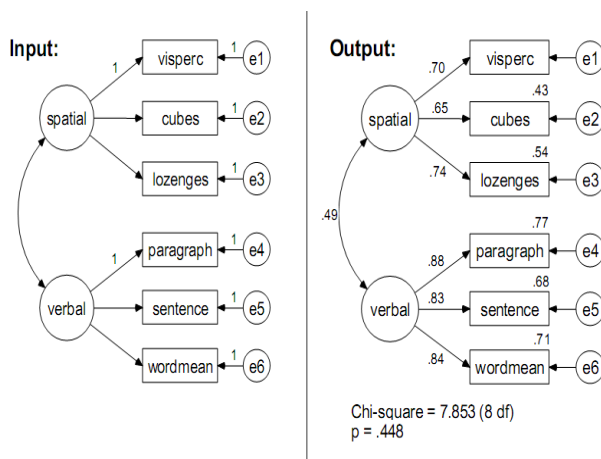 Input:
1
visperc
1
e1
spatial
cubes
1
e2
lozenges
1
e3
1
paragraph
1
e4
verbal
sentence
1
e5
wordmean
1
e6
Output:
.70
visperc
e1
.43
spatial
.65
cubes
e2
.54
.74
lozenges
e3
.49
.77
.88
paragraph
e4
.68
verbal
.83
sentence
e5
.71
.84
wordmean
e6
Chi-square = 7.853 (8 df)
p = .448